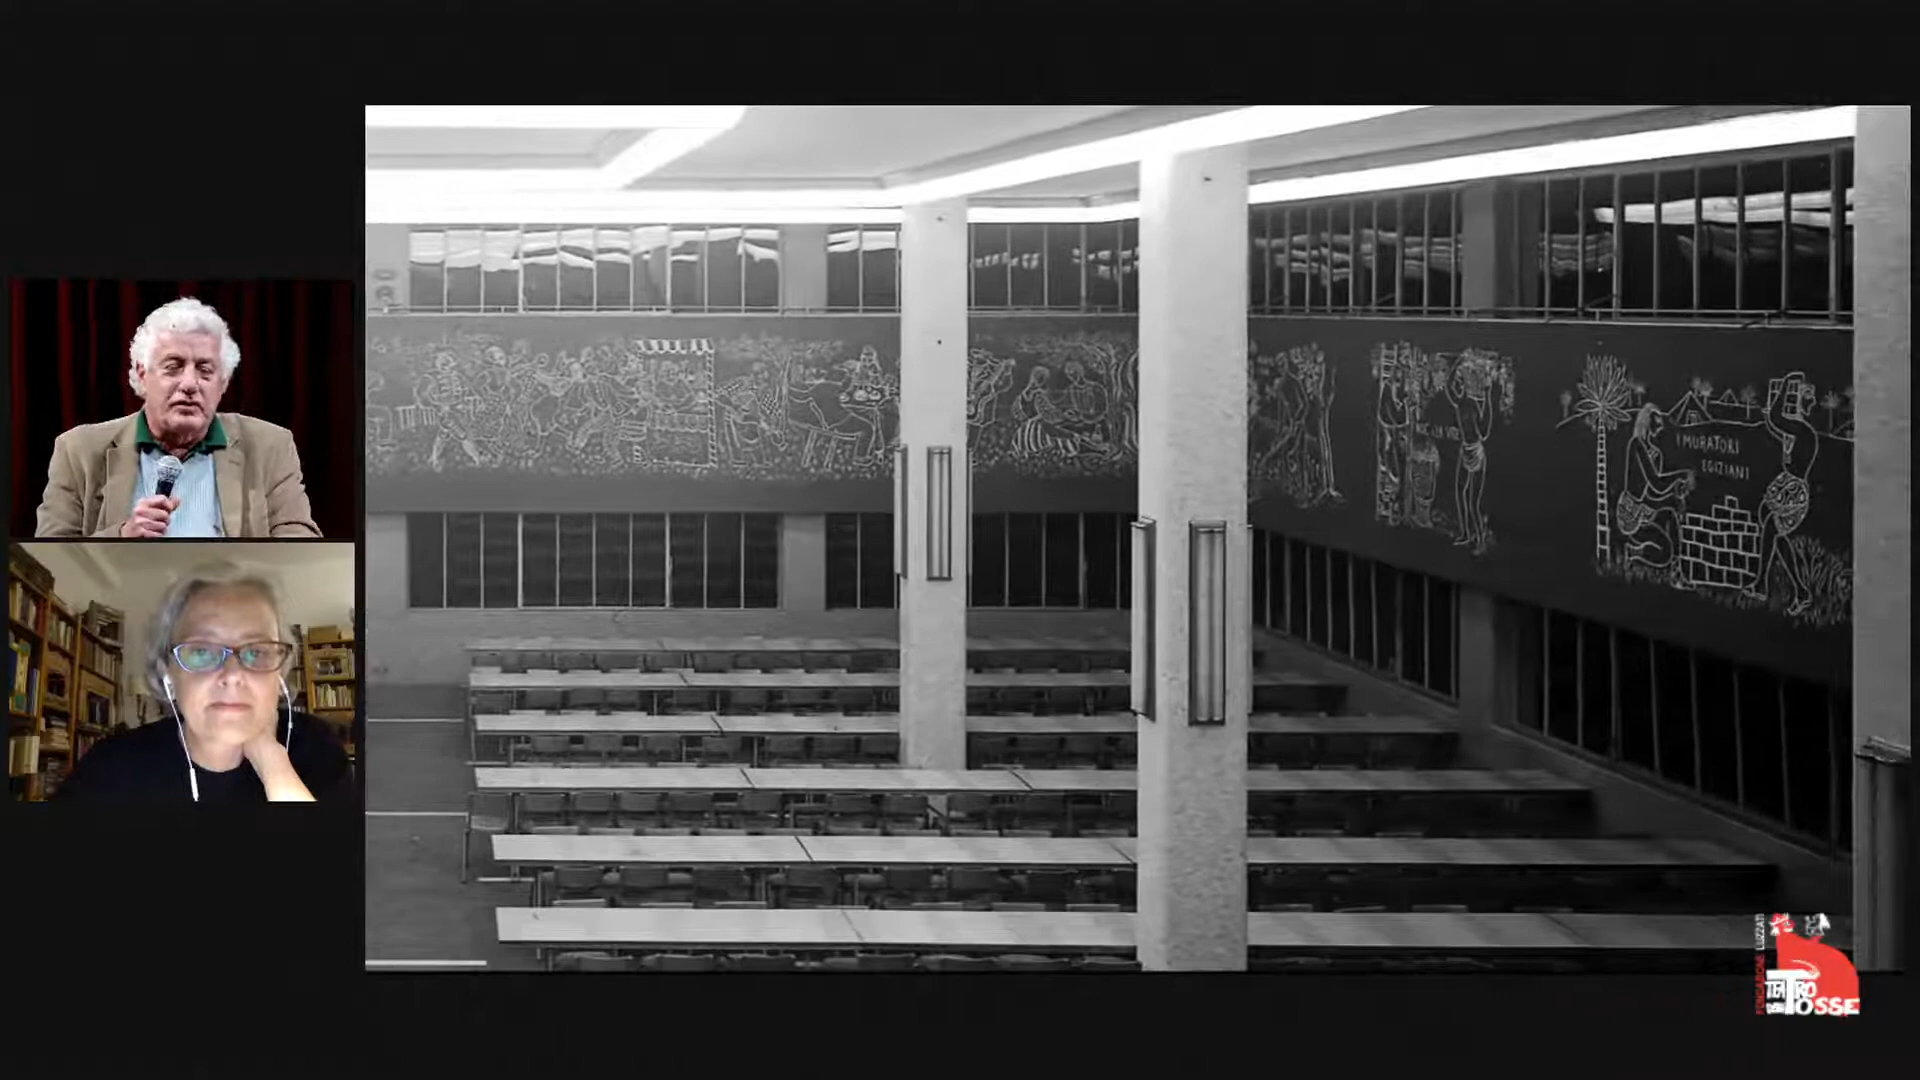 I MURATORI
EGIZIANI
FONDAZIONE LUZZATI
TEATRO
DELLA
TOSSE